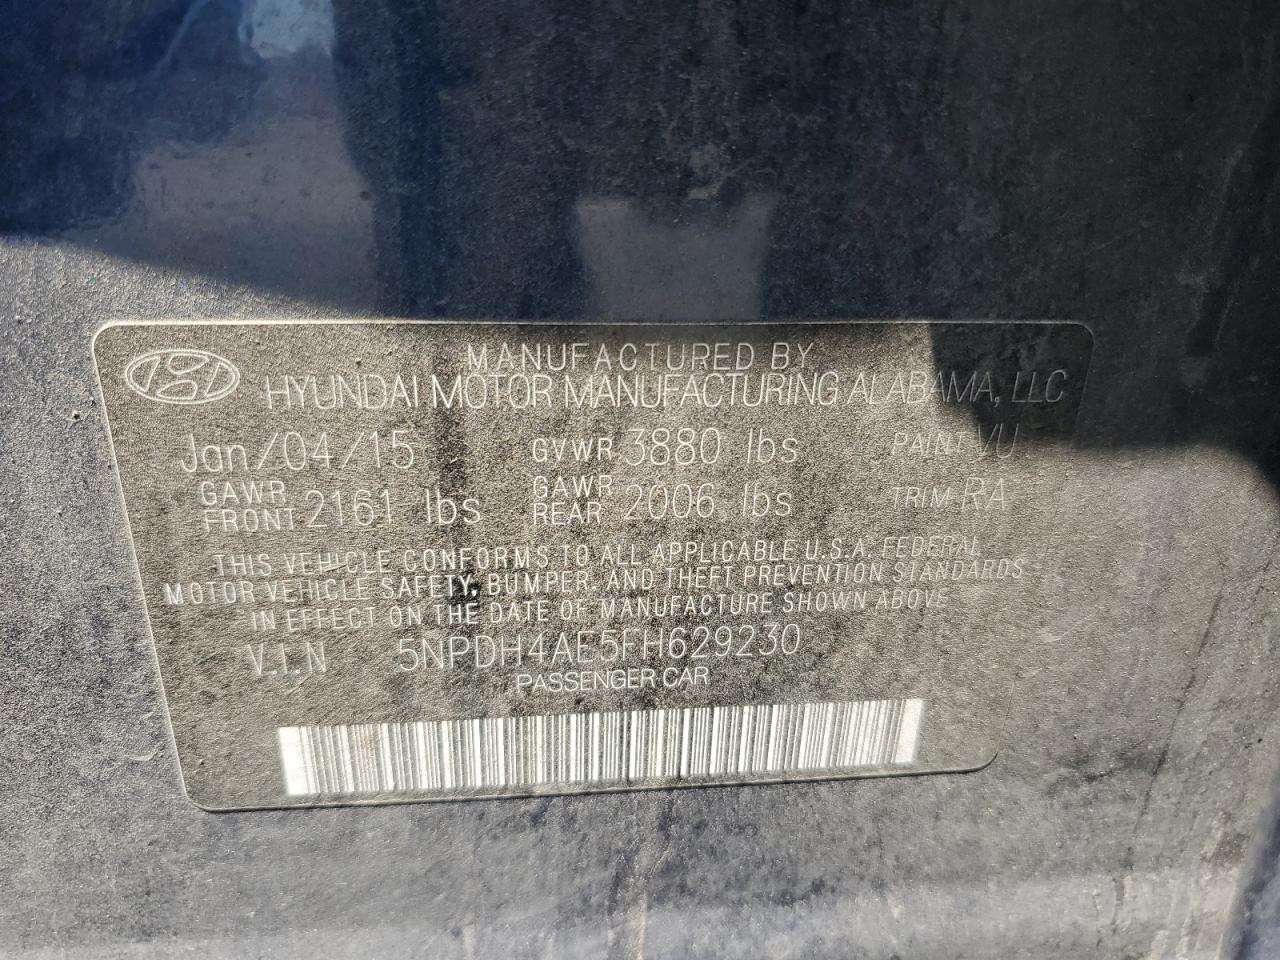 MANUFACTURED BY
HYUNDAI MOTOR MANUFACTURING ALABAMA, LLC
Jan/04/15 GVWR 3880 lbs PAINT VU
GAWR FRONT 2161 lbs GAWR REAR 2006 lbs TRIM RA
THIS VEHICLE CONFORMS TO ALL APPLICABLE U.S.A. FEDERAL
MOTOR VEHICLE SAFETY, BUMPER, AND THEFT PREVENTION STANDARDS
IN EFFECT ON THE DATE OF MANUFACTURE SHOWN ABOVE
V.I.N 5NPDH4AE5FH629230
PASSENGER CAR